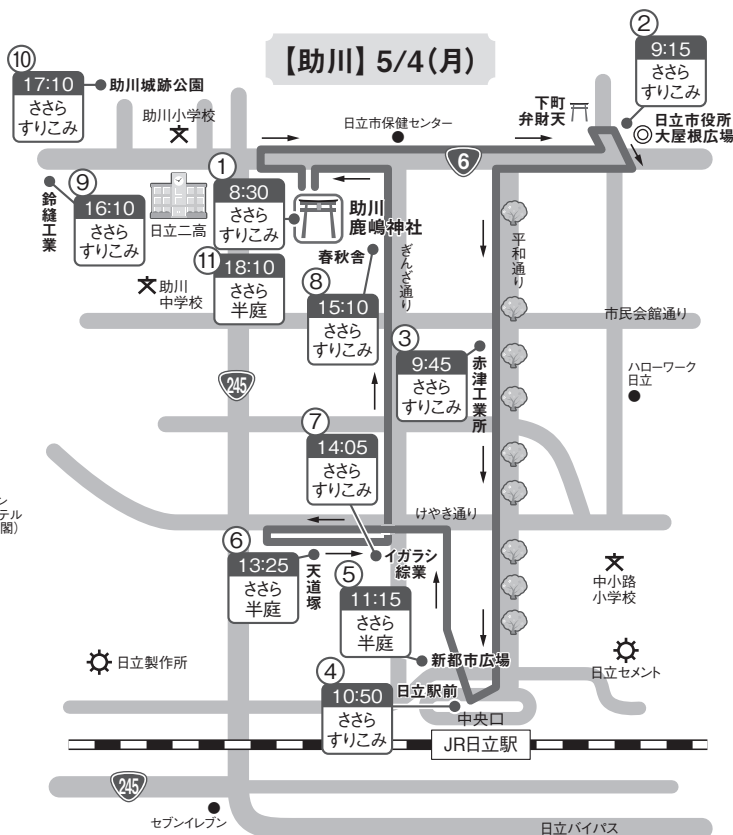 【助川】 5/4(月)
②
9:15
ささら
すりこみ
⑩
17:10
ささら
すりこみ
助川城跡公園
助川小学校
日立市保健センター
下町
弁財天
日立市役所
大屋根広場
6
①
8:30
ささら
すりこみ
助川
鹿嶋神社
⑨
16:10
ささら
すりこみ
鈴縫工業
日立二高
⑪
18:10
ささら
半庭
助川
中学校
春秋舎
⑧
15:10
ささら
すりこみ
ぎんざ通り
平和通り
市民会館通り
③
9:45
ささら
すりこみ
赤津工業所
ハローワーク
日立
245
⑦
14:05
ささら
すりこみ
けやき通り
ン
テル
閣)
⑥
13:25
ささら
半庭
天道塚
イガラシ
綜業
⑤
11:15
ささら
半庭
新都市広場
中小路
小学校
日立製作所
日立セメント
④
10:50
ささら
すりこみ
日立駅前
中央口
JR日立駅
245
セブンイレブン
日立バイパス